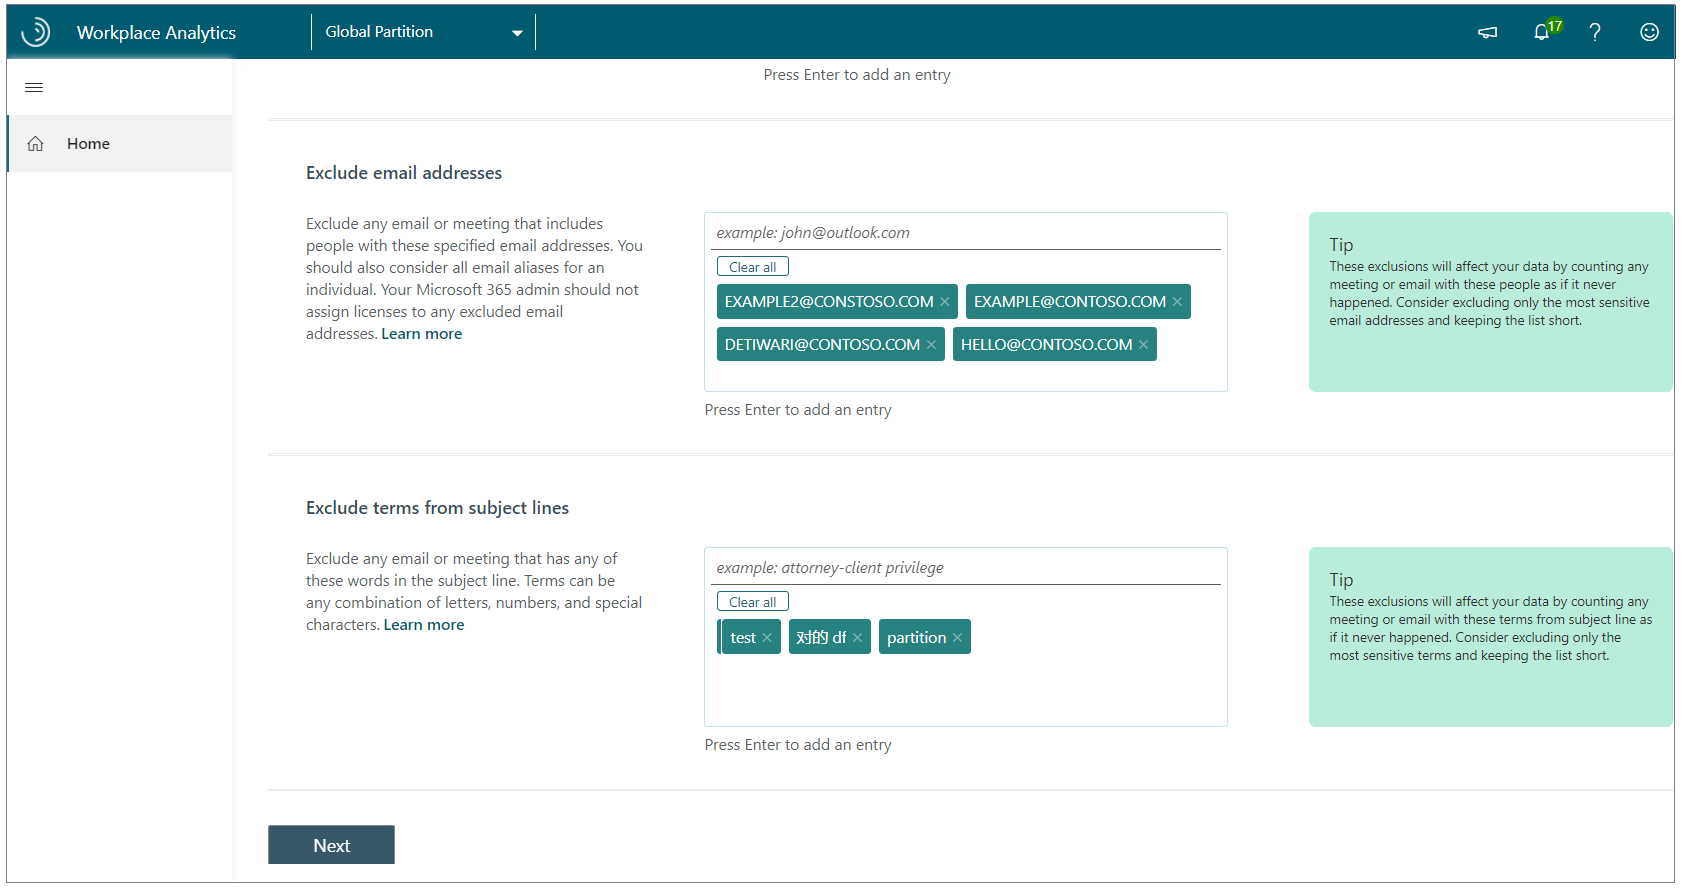 Workplace Analytics
Global Partition
17
Press Enter to add an entry
Home
Exclude email addresses
Exclude any email or meeting that includes
people with these specified email addresses. You
should also consider all email aliases for an
individual. Your Microsoft 365 admin should not
assign licenses to any excluded email
addresses. Learn more
example: john@outlook.com
Clear all
EXAMPLE2@CONSTOSO.COM × EXAMPLE@CONTOSO.COM ×
DETIWARI@CONTOSO.COM × HELLO@CONTOSO.COM ×
Press Enter to add an entry
Tip
These exclusions will affect your data by counting any
meeting or email with these people as if it never
happened. Consider excluding only the most sensitive
email addresses and keeping the list short.
Exclude terms from subject lines
Exclude any email or meeting that has any of
these words in the subject line. Terms can be
any combination of letters, numbers, and special
characters. Learn more
example: attorney-client privilege
Clear all
test × 对的 df × partition ×
Press Enter to add an entry
Tip
These exclusions will affect your data by counting any
meeting or email with these terms from subject line as
if it never happened. Consider excluding only the
most sensitive terms and keeping the list short.
Next